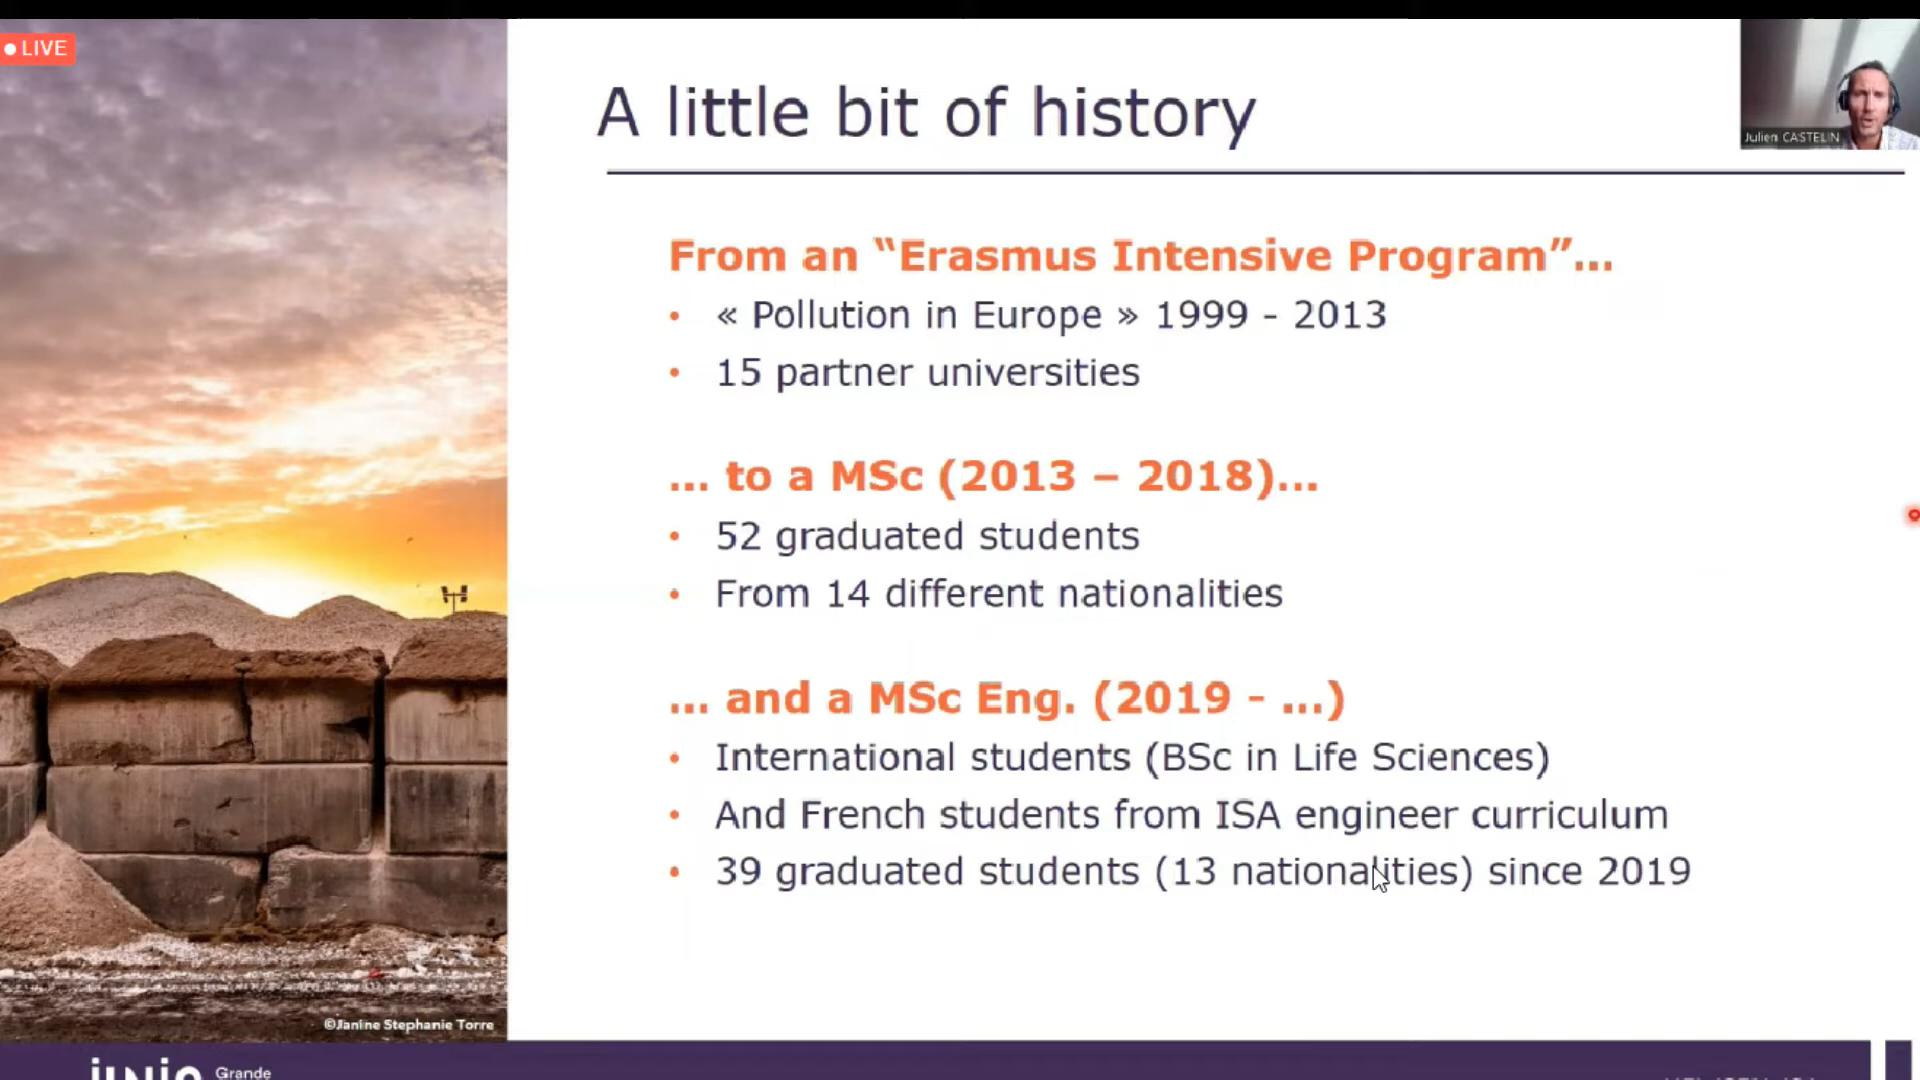 LIVE
A little bit of history
Julien CASTELIN
From an “Erasmus Intensive Program”...
• « Pollution in Europe » 1999 - 2013
• 15 partner universities
... to a MSc (2013 – 2018)...
• 52 graduated students
• From 14 different nationalities
... and a MSc Eng. (2019 - ...)
• International students (BSc in Life Sciences)
• And French students from ISA engineer curriculum
• 39 graduated students (13 nationalities) since 2019
©Janine Stephanie Torre
Grande